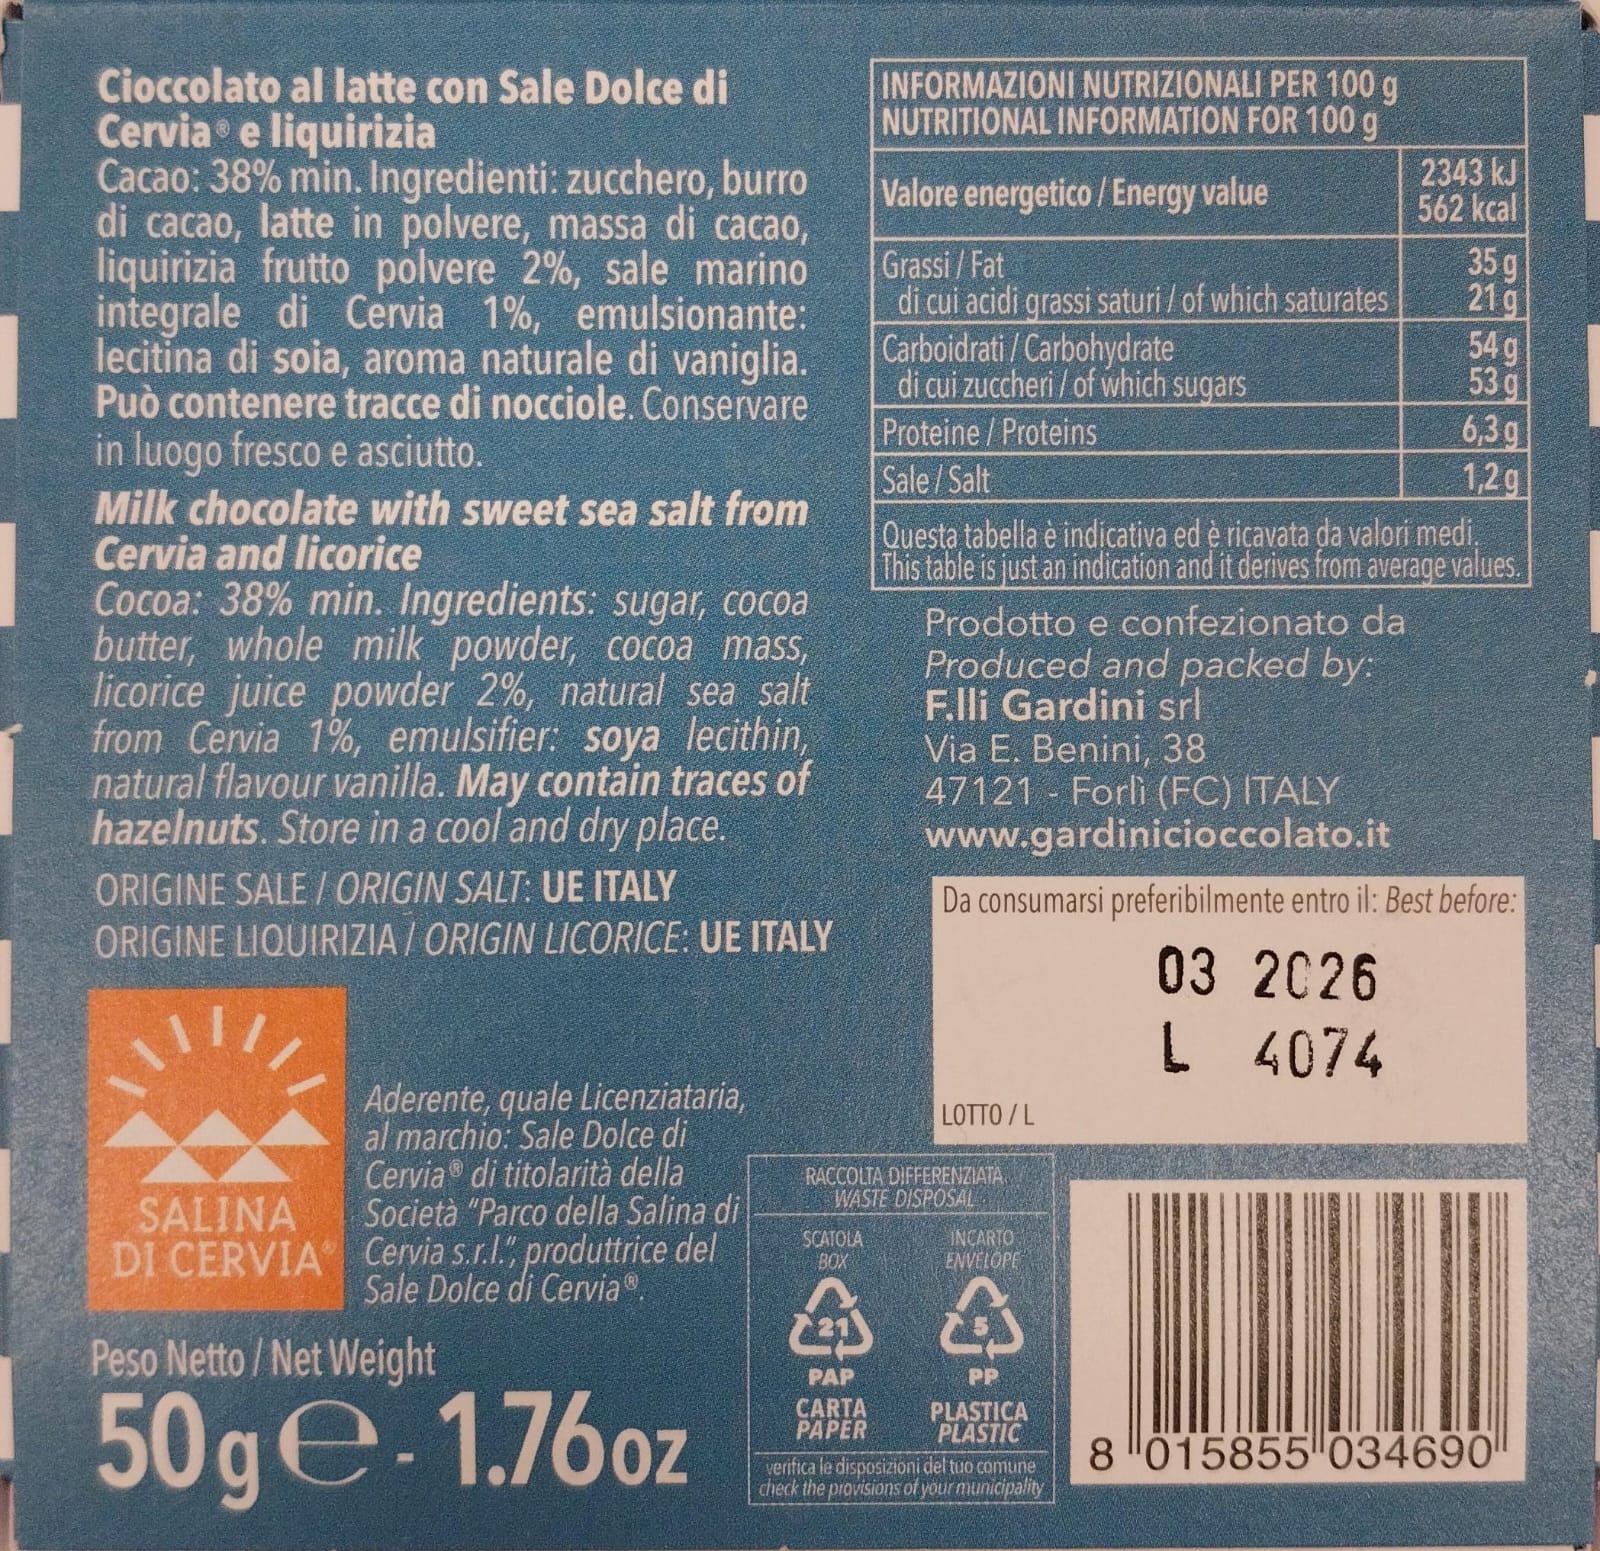 Cioccolato al latte con Sale Dolce di
Cervia® e liquirizia
Cacao: 38% min. Ingredienti: zucchero, burro
di cacao, latte in polvere, massa di cacao,
liquirizia frutto polvere 2%, sale marino
integrale di Cervia 1%, emulsionante:
lecitina di soia, aroma naturale di vaniglia.
Può contenere tracce di nocciole. Conservare
in luogo fresco e asciutto.
Milk chocolate with sweet sea salt from
Cervia and licorice
Cocoa: 38% min. Ingredients: sugar, cocoa
butter, whole milk powder, cocoa mass,
licorice juice powder 2%, natural sea salt
from Cervia 1%, emulsifier: soya lecithin,
natural flavour vanilla. May contain traces of
hazelnuts. Store in a cool and dry place.
ORIGINE SALE / ORIGIN SALT: UE ITALY
ORIGINE LIQUIRIZIA / ORIGIN LICORICE: UE ITALY
SALINA
DI CERVIA®
Aderente, quale Licenziataria,
al marchio: Sale Dolce di
Cervia® di titolarità della
Società "Parco della Salina di
Cervia s.r.l.", produttrice del
Sale Dolce di Cervia®.
Peso Netto / Net Weight
50 g e - 1.76 oz
INFORMAZIONI NUTRIZIONALI PER 100 g
NUTRITIONAL INFORMATION FOR 100 g
Valore energetico / Energy value 2343 kJ
562 kcal
Grassi / Fat 35 g
di cui acidi grassi saturi / of which saturates 21 g
Carboidrati / Carbohydrate 54 g
di cui zuccheri / of which sugars 53 g
Proteine / Proteins 6,3 g
Sale / Salt 1,2 g
Questa tabella è indicativa ed è ricavata da valori medi.
This table is just an indication and it derives from average values.
Prodotto e confezionato da
Produced and packed by:
F.lli Gardini srl
Via E. Benini, 38
47121 - Forlì (FC) ITALY
www.gardinicioccolato.it
Da consumarsi preferibilmente entro il: Best before:
03 2026
L 4074
LOTTO / L
RACCOLTA DIFFERENZIATA
WASTE DISPOSAL
SCATOLA INCARTO
BOX ENVELOPE
21 5
PAP PP
CARTA PLASTICA
PAPER PLASTIC
verifica le disposizioni del tuo comune
check the provisions of your municipality
8 015855 034690